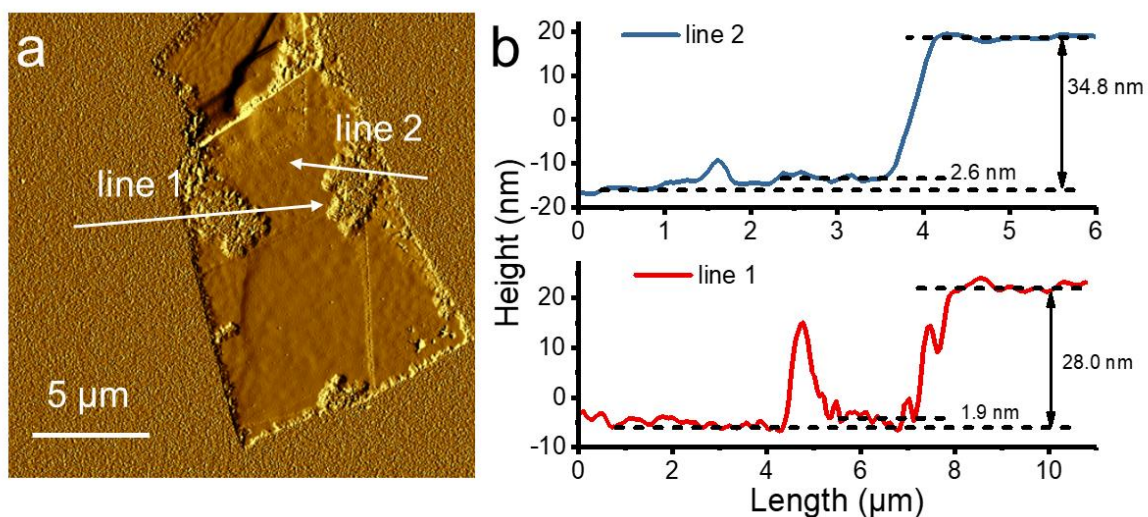 a
line 2
line 1
5 µm
b
Height (nm)
line 2
20
10
0
-10
-20
34.8 nm
2.6 nm
0 1 2 3 4 5 6
line 1
20
10
0
-10
28.0 nm
1.9 nm
0 2 4 6 8 10
Length (µm)